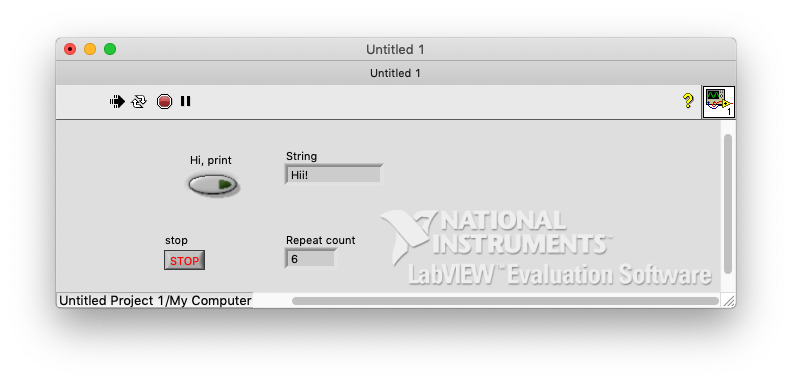 Untitled 1
Untitled 1
?
1
Hi, print
String
Hii!
stop
STOP
Repeat count
6
NATIONAL
INSTRUMENTS™
LabVIEW™ Evaluation Software
Untitled Project 1/My Computer